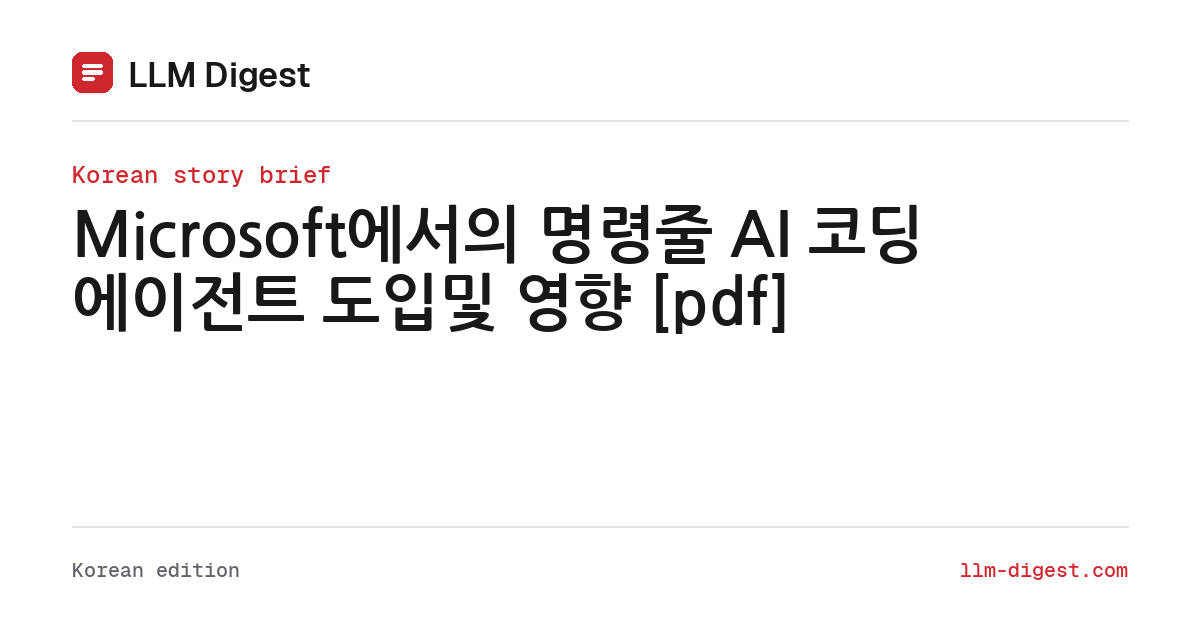 LLM Digest
Korean story brief
Microsoft에서의 명령줄 AI 코딩
에이전트 도입및 영향 [pdf]
Korean edition
llm-digest.com